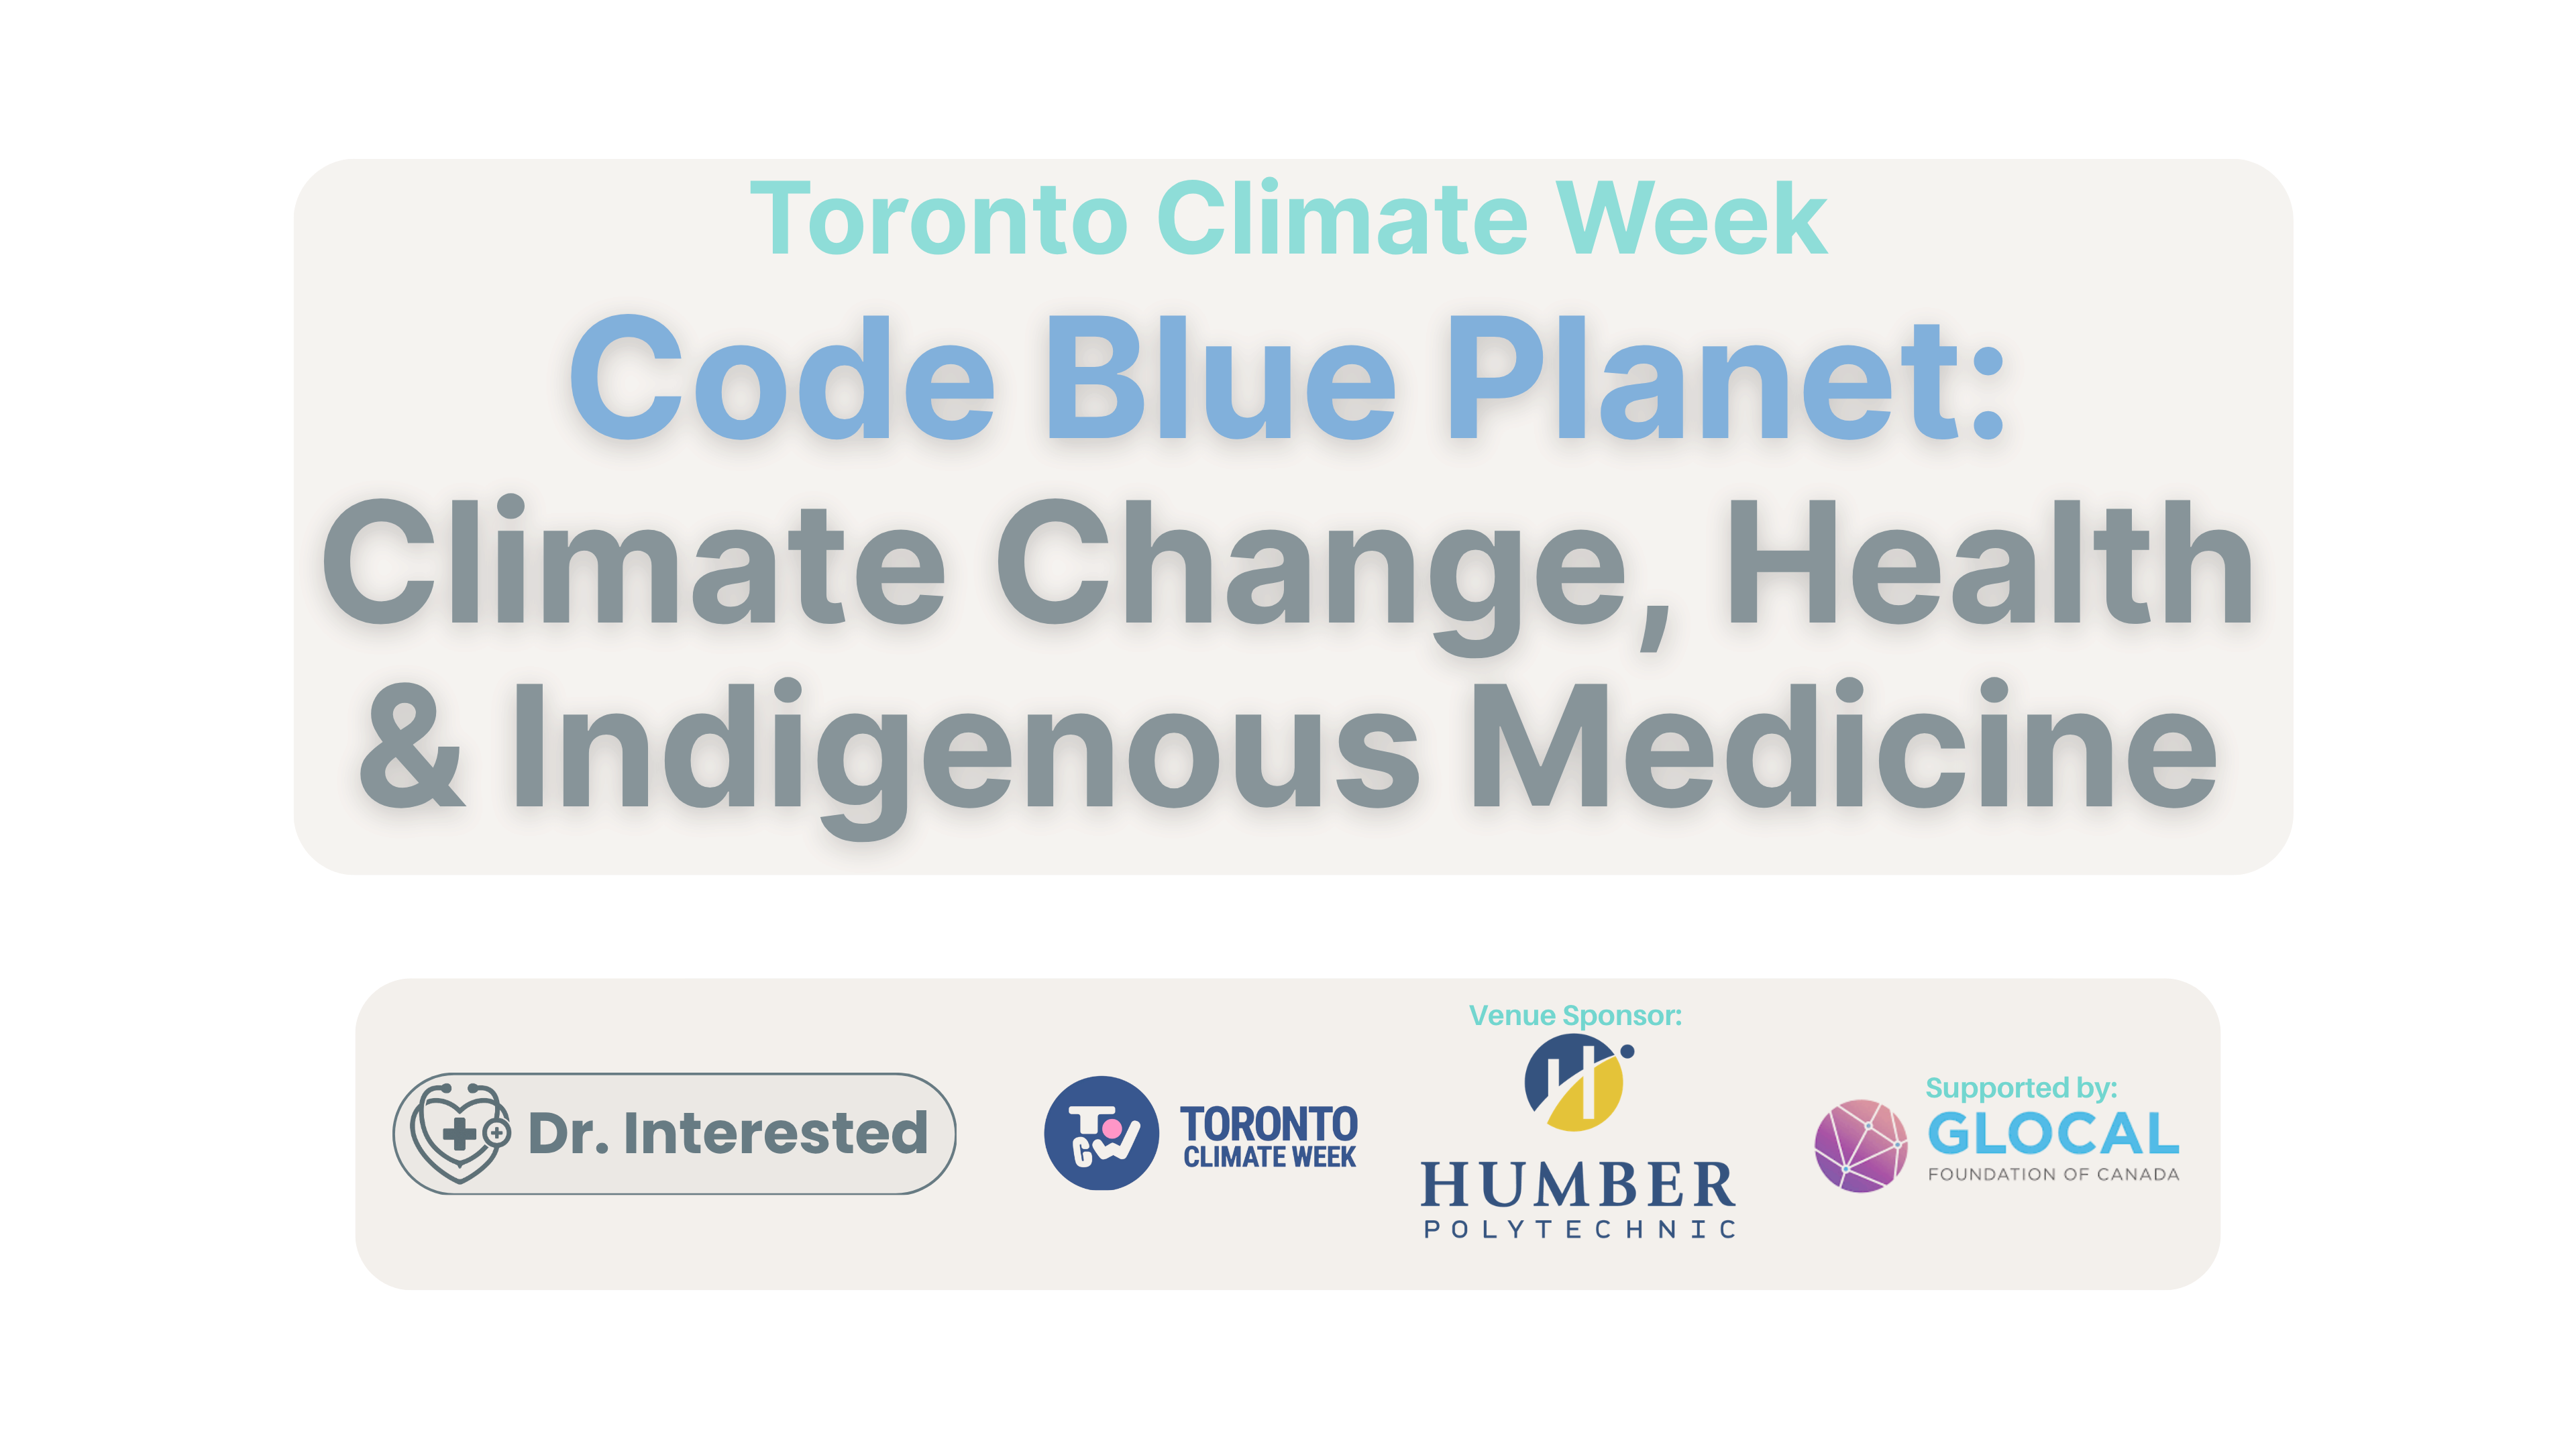 Toronto Climate Week
Code Blue Planet:
Climate Change, Health
& Indigenous Medicine
Dr. Interested
TCW
TORONTO
CLIMATE WEEK
Venue Sponsor:
H
HUMBER
POLYTECHNIC
Supported by:
GLOCAL
FOUNDATION OF CANADA